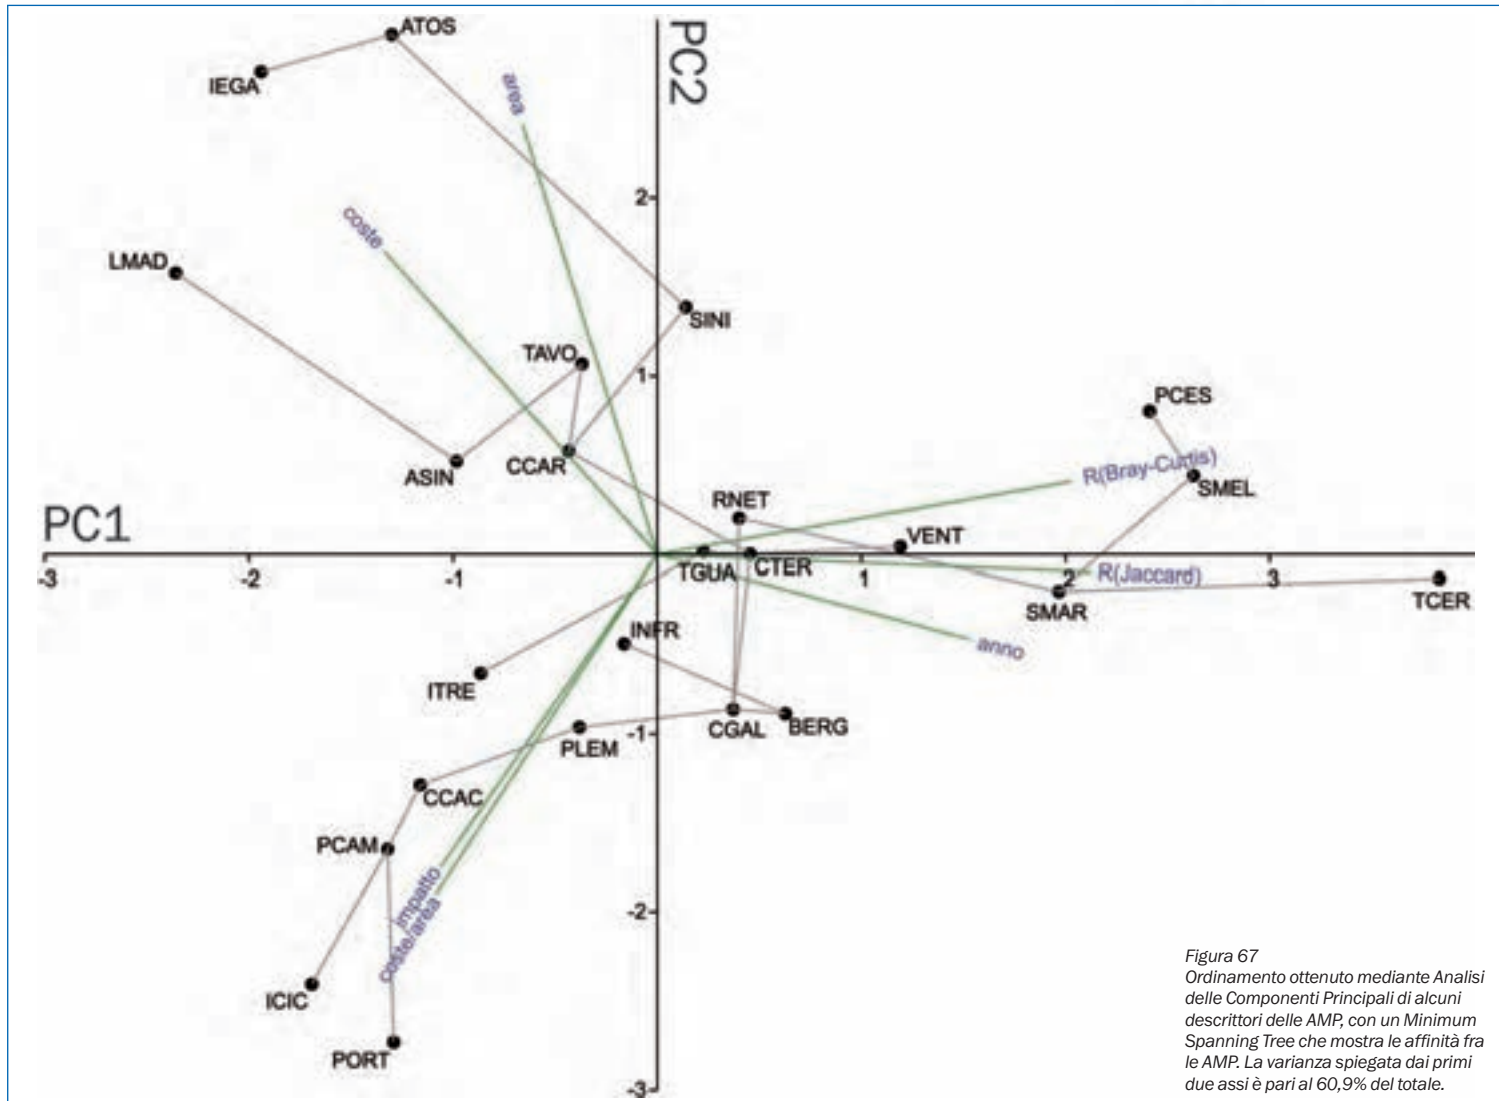 ATOS
IEGA
PC2
area
2
coste
LMAD
SINI
TAVO
1
PCES
ASIN
CCAR
R(Bray-Curtis)
SMEL
RNET
PC1
VENT
-3
-2
-1
TGUA
CTER
1
2
3
R(Jaccard)
SMAR
TCER
INFR
anno
ITRE
-1
PLEM
CGAL
BERG
CCAC
PCAM
impatto
coste/area
-2
ICIC
PORT
-3
Figura 67
Ordinamento ottenuto mediante Analisi
delle Componenti Principali di alcuni
descrittori delle AMP, con un Minimum
Spanning Tree che mostra le affinità fra
le AMP. La varianza spiegata dai primi
due assi è pari al 60,9% del totale.